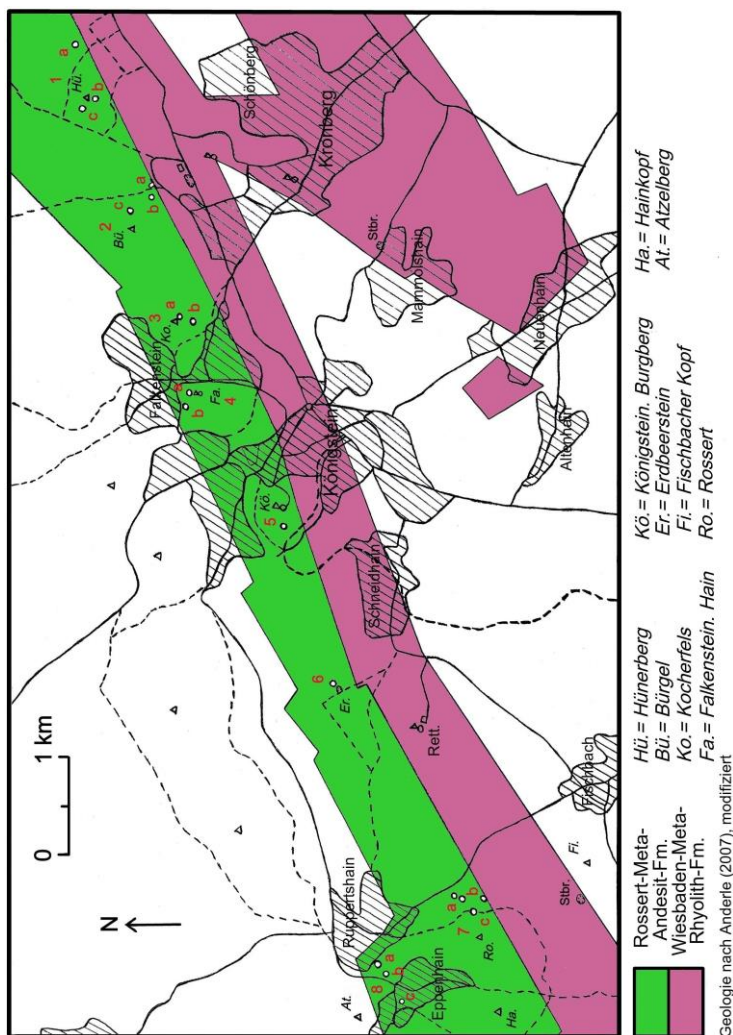 0 1 km
N
1
a
Hü.
b
c
Schönberg
Kronberg
a
b
c
2
Bü.
Stbr.
Mammolshain
3
a
Ko.
b
Neuenhain
Falkenstein
a
b
Fa.
4
Altenhain
Königstein
Kö.
5
Schneidhain
6
Er.
Rett.
Fischbach
Fi.
Stbr.
Ruppertshain
a
b
7
c
Ro.
8
a
b
c
Eppenhain
At.
Ha.
Rossert-Meta-
Andesit-Fm.
Wiesbaden-Meta-
Rhyolith-Fm.
Hü.= Hünerberg
Bü.= Bürgel
Ko.= Kocherfels
Fa.= Falkenstein. Hain
Kö.= Königstein. Burgberg
Er.= Erdbeerstein
Fi.= Fischbacher Kopf
Ro.= Rossert
Ha.= Hainkopf
At.= Atzelberg
Geologie nach Anderle (2007), modifiziert